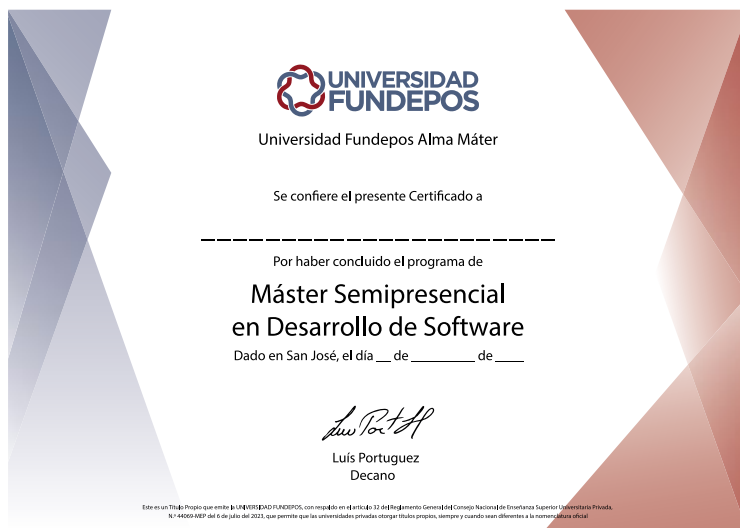 UNIVERSIDAD
FUNDEPOS
Universidad Fundepos Alma Máter
Se confiere el presente Certificado a
Por haber concluido el programa de
Máster Semipresencial
en Desarrollo de Software
Dado en San José, el día __ de ________ de ____
Luís Portuguez
Decano
Este es un Título Propio que emite la UNIVERSIDAD FUNDEPOS, con respaldo en el artículo 32 del Reglamento General del Consejo Nacional de Enseñanza Superior Universitaria Privada,
N.º 44069-MEP del 6 de julio del 2023, que permite que las universidades privadas otorgar títulos propios, siempre y cuando sean diferentes a la nomenclatura oficial